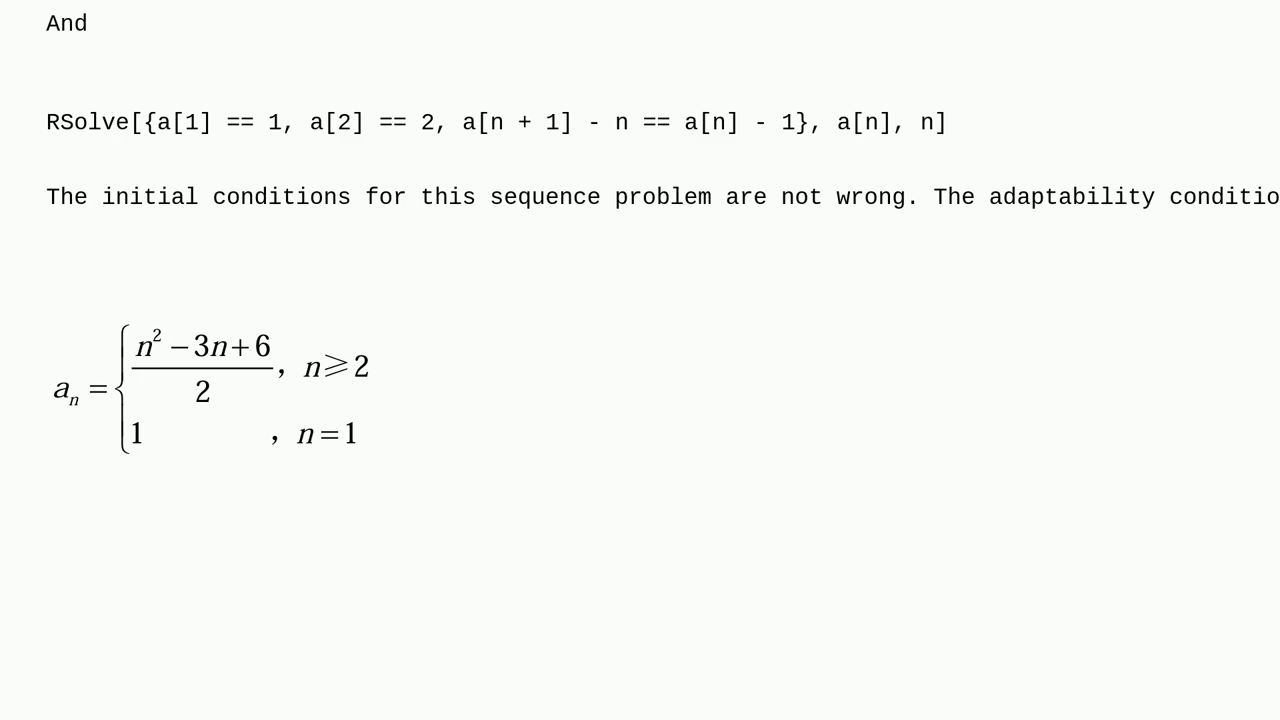 And
RSolve[{a[1] == 1, a[2] == 2, a[n + 1] - n == a[n] - 1}, a[n], n]
The initial conditions for this sequence problem are not wrong. The adaptability conditio
a_n = { (n² − 3n + 6)/2, n ⩾ 2
1, n = 1